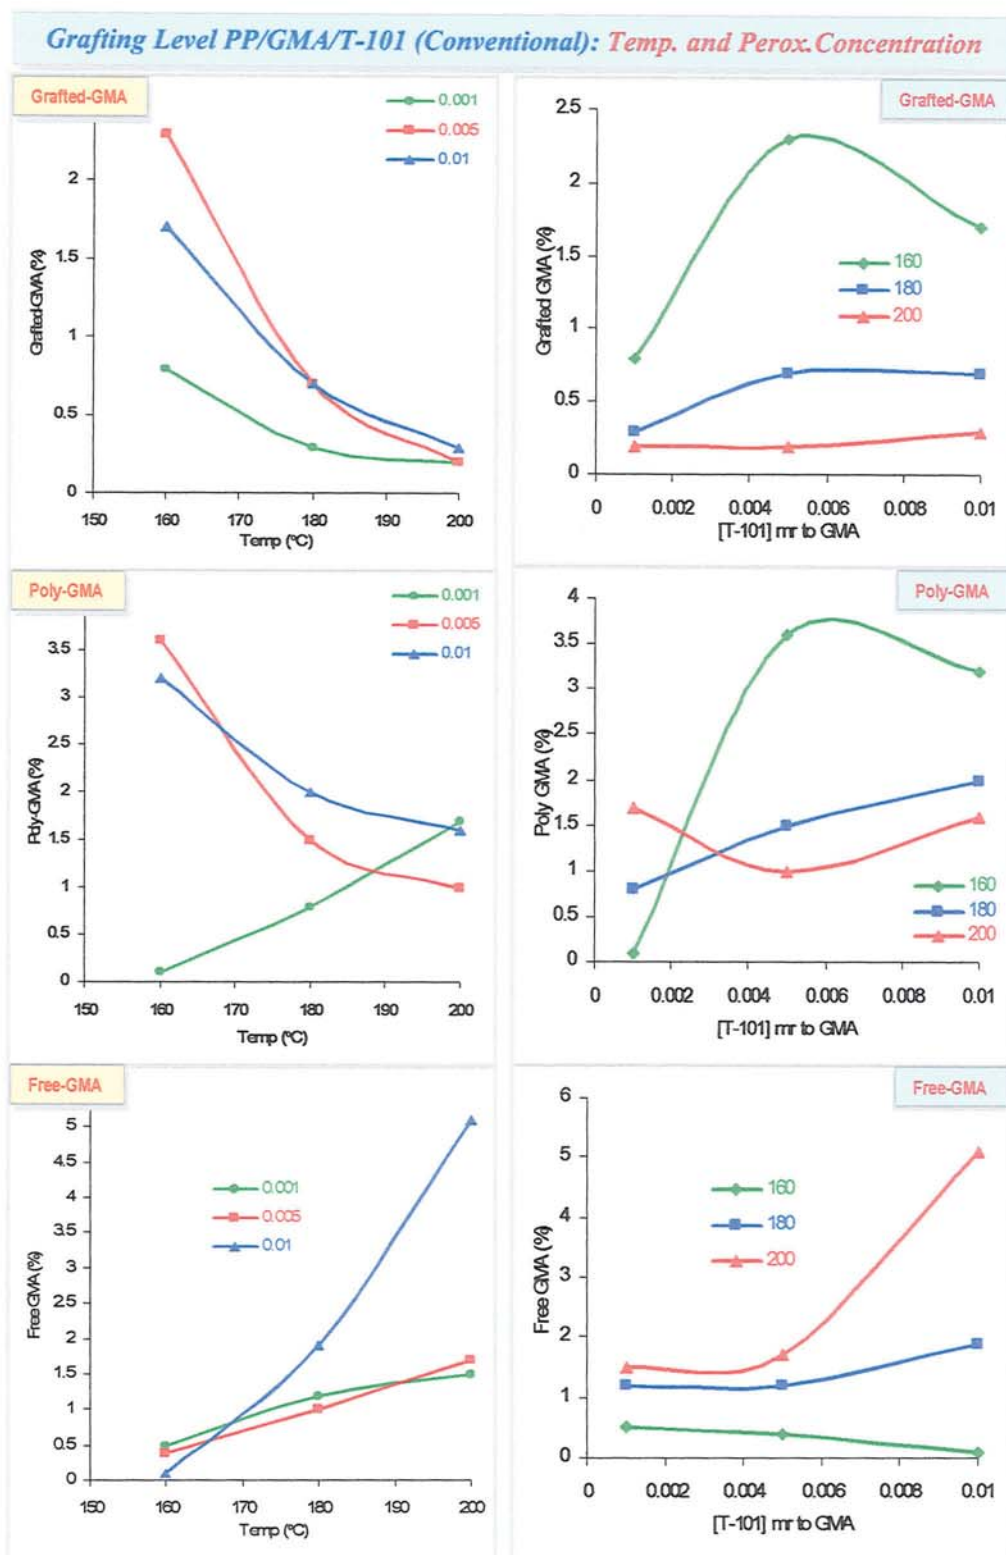 Grafting Level PP/GMA/T-101 (Conventional): Temp. and Perox.Concentration
Grafted-GMA
0.001
0.005
0.01
2
1.5
1
0.5
0
150 160 170 180 190 200
Grafted-GMA (%)
Temp (°C)
Grafted-GMA
2.5
2
1.5
1
0.5
0
160
180
200
0 0.002 0.004 0.006 0.008 0.01
Grafted GMA (%)
[T-101] mr to GMA
Poly-GMA
0.001
0.005
0.01
3.5
3
2.5
2
1.5
1
0.5
0
150 160 170 180 190 200
Poly-GMA (%)
Temp (°C)
Poly-GMA
4
3.5
3
2.5
2
1.5
1
0.5
0
160
180
200
0 0.002 0.004 0.006 0.008 0.01
Poly GMA (%)
[T-101] mr to GMA
Free-GMA
5
4.5
4
3.5
3
2.5
2
1.5
1
0.5
0
0.001
0.005
0.01
150 160 170 180 190 200
Free GMA (%)
Temp (°C)
Free-GMA
6
5
4
3
2
1
0
160
180
200
0 0.002 0.004 0.006 0.008 0.01
Free GMA (%)
[T-101] mr to GMA